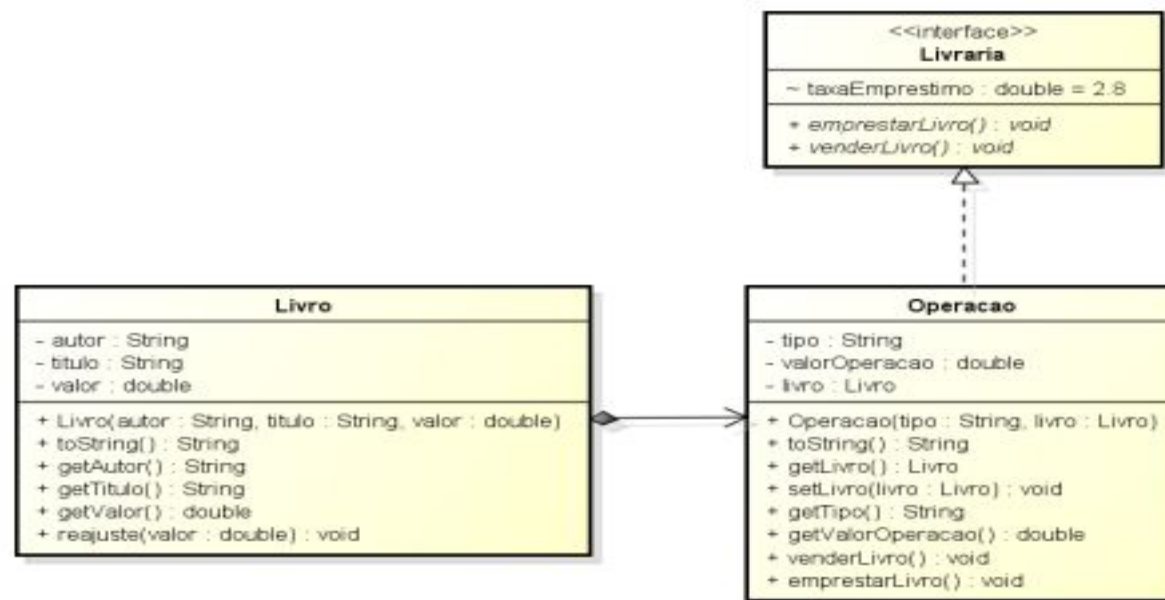 <<interface>>
Livraria
~ taxaEmprestimo : double = 2.8
+ emprestarLivro() : void
+ venderLivro() : void
Livro
- autor : String
- titulo : String
- valor : double
+ Livro(autor : String, titulo : String, valor : double)
+ toString() : String
+ getAutor() : String
+ getTitulo() : String
+ getValor() : double
+ reajuste(valor : double) : void
Operacao
- tipo : String
- valorOperacao : double
- livro : Livro
+ Operacao(tipo : String, livro : Livro)
+ toString() : String
+ getLivro() : Livro
+ setLivro(livro : Livro) : void
+ getTipo() : String
+ getValorOperacao() : double
+ venderLivro() : void
+ emprestarLivro() : void